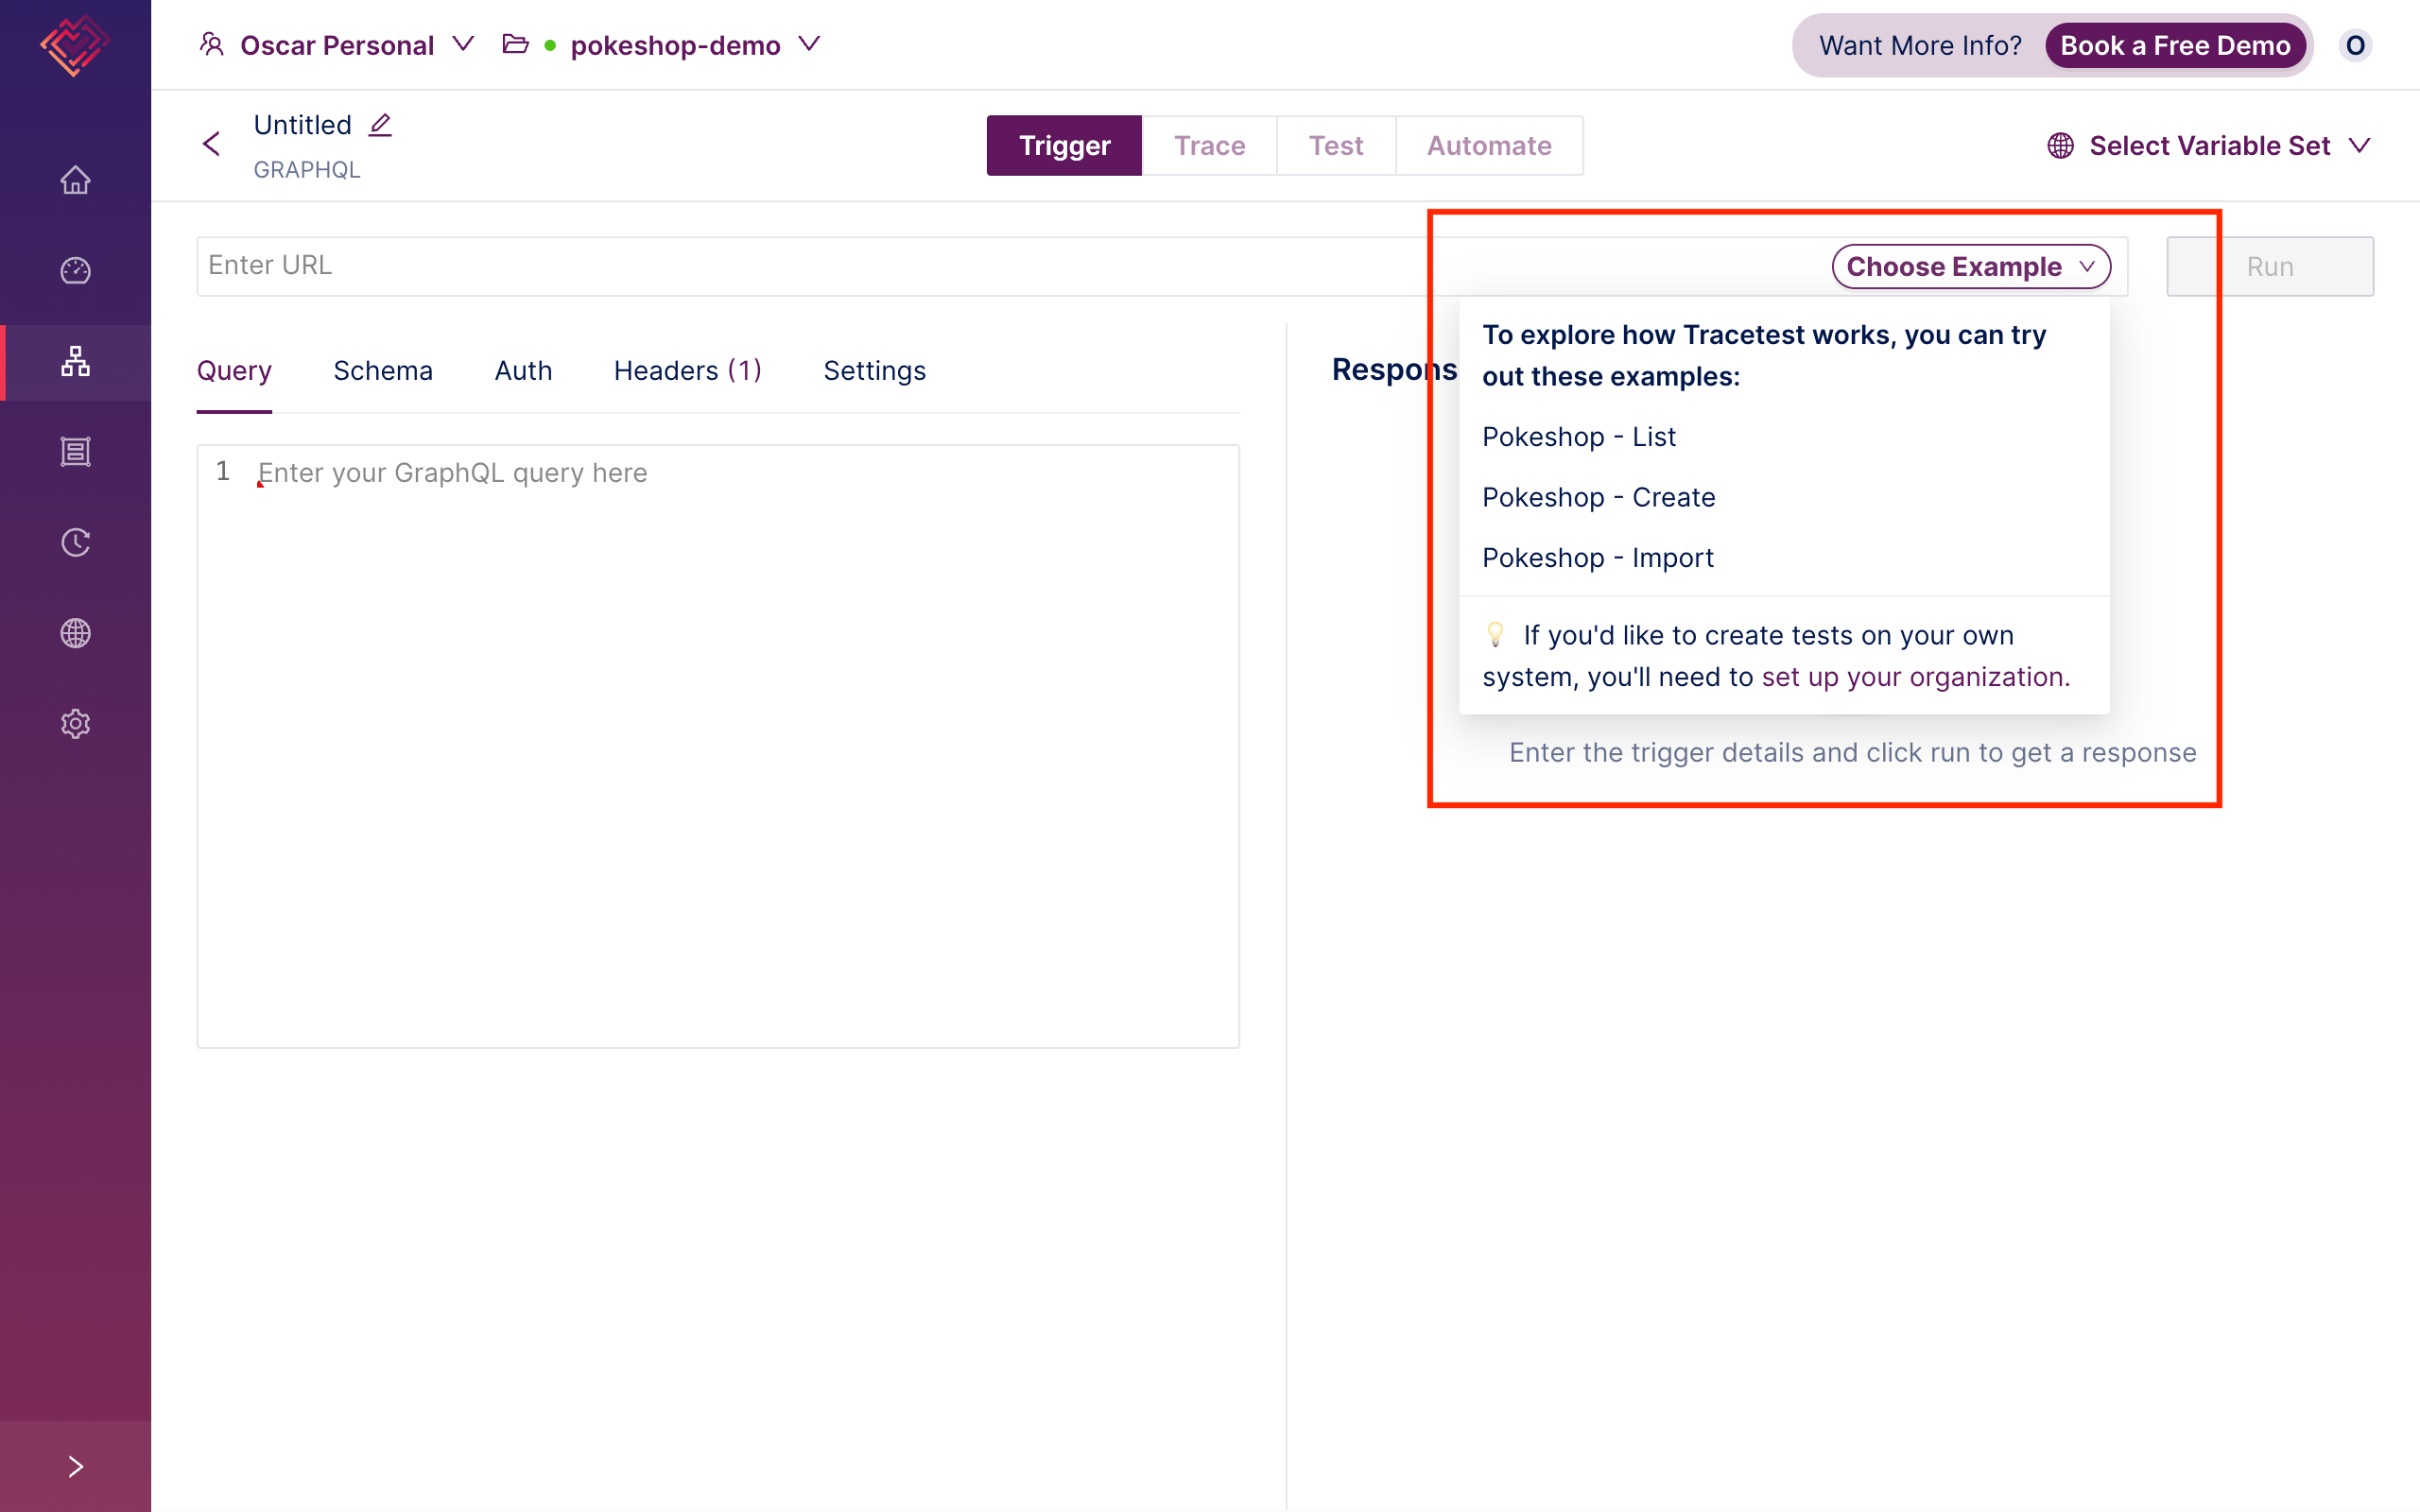 Oscar Personal
pokeshop-demo
Want More Info?
Book a Free Demo
O
Untitled
GRAPHQL
Trigger
Trace
Test
Automate
Select Variable Set
Enter URL
Choose Example
Run
Query
Schema
Auth
Headers (1)
Settings
1
Enter your GraphQL query here
Respons
To explore how Tracetest works, you can try
out these examples:
Pokeshop - List
Pokeshop - Create
Pokeshop - Import
If you'd like to create tests on your own
system, you'll need to set up your organization.
Enter the trigger details and click run to get a response